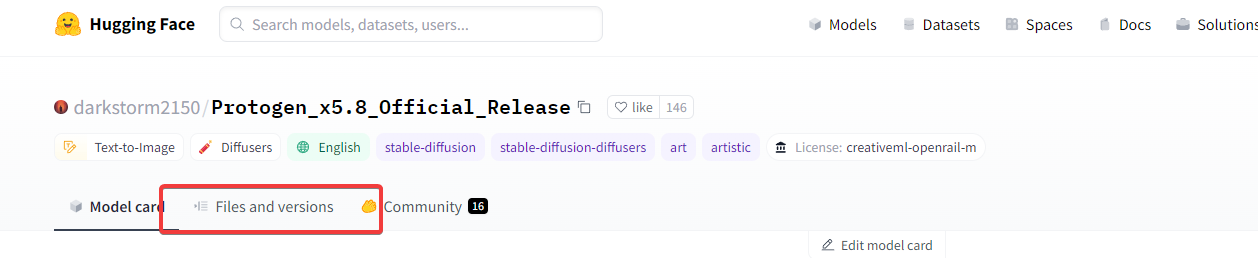 Hugging Face Search models, datasets, users... Models Datasets Spaces Docs Solutions
darkstorm2150/Protogen_x5.8_Official_Release like 146
Text-to-Image Diffusers English stable-diffusion stable-diffusion-diffusers art artistic License: creativeml-openrail-m
Model card Files and versions Community 16
Edit model card